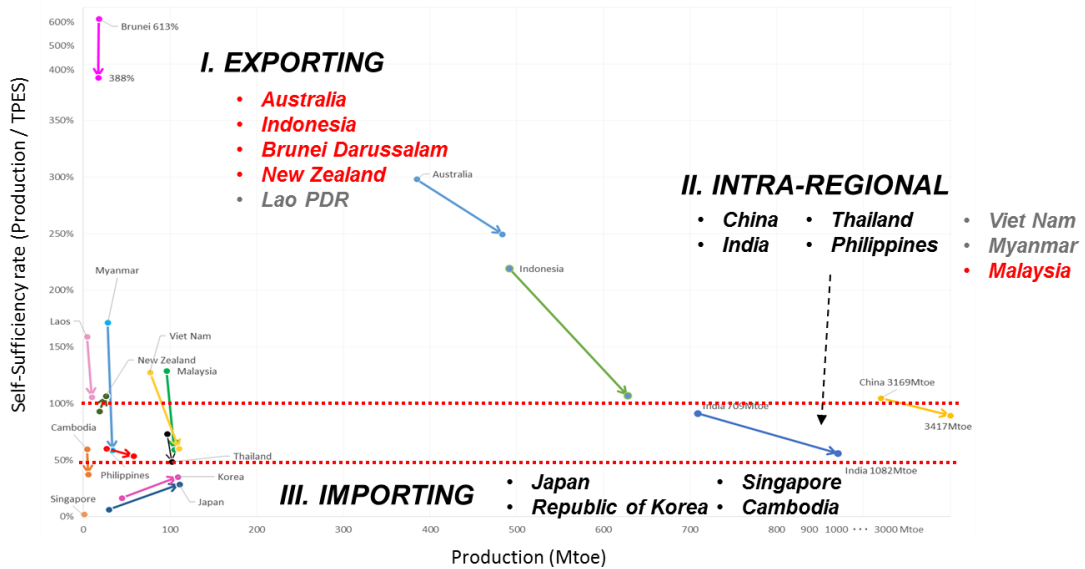 600%
Brunei 613%
500%
400%
388%
I. EXPORTING
• Australia
• Indonesia
• Brunei Darussalam
• New Zealand
• Lao PDR
350%
300%
Australia
II. INTRA-REGIONAL
• China
• India
• Thailand
• Philippines
• Viet Nam
• Myanmar
• Malaysia
250%
Indonesia
Myanmar
200%
Laos
Viet Nam
150%
New Zealand
Malaysia
China 3169Mtoe
100%
India 709Mtoe
3417Mtoe
Cambodia
Thailand
50%
Philippines
Korea
India 1082Mtoe
Singapore
Japan
III. IMPORTING
• Japan
• Republic of Korea
• Singapore
• Cambodia
0%
0 100 200 300 400 500 600 700 800 900 1000 ··· 3000 Mtoe
Production (Mtoe)
Self-Sufficiency rate (Production / TPES)